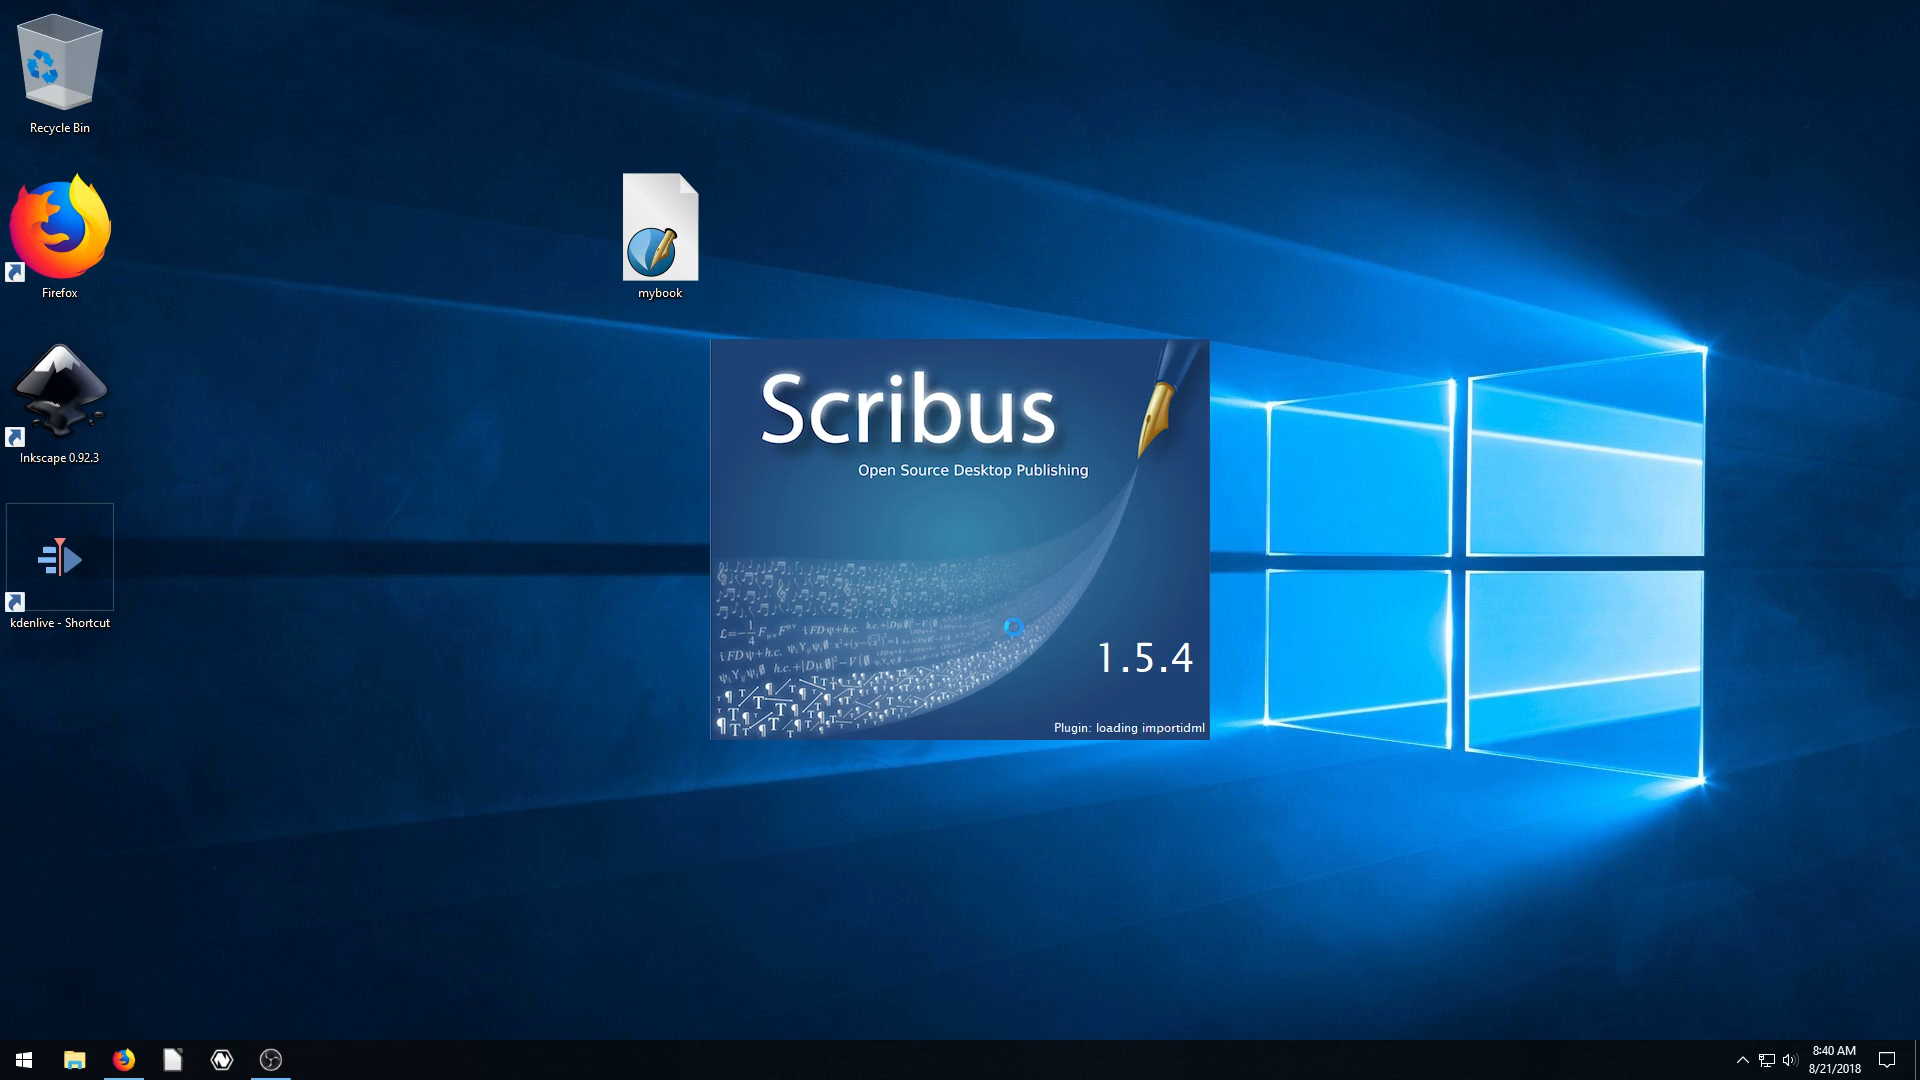 Recycle Bin
Firefox
Inkscape 0.92.3
kdenlive - Shortcut
mybook
Scribus
Open Source Desktop Publishing
1.5.4
Plugin: loading importidml
8:40 AM
8/21/2018